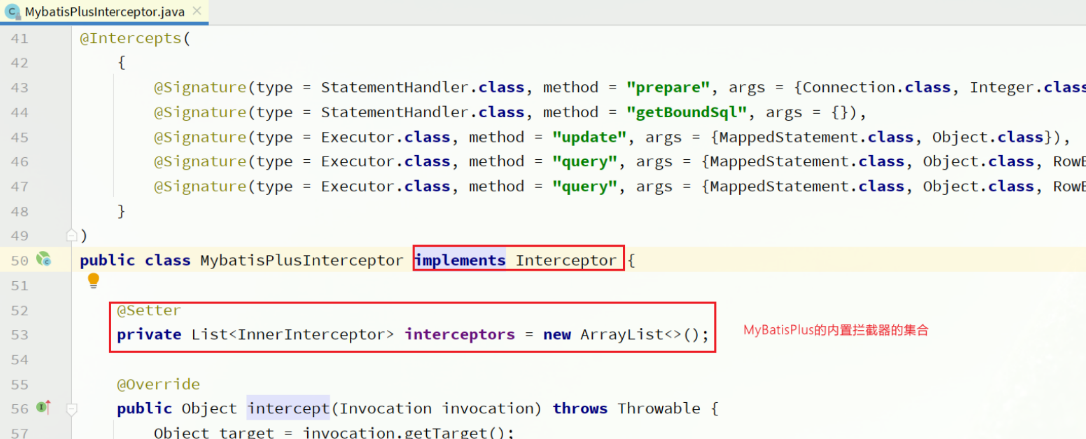 MybatisPlusInterceptor.java
41 @Intercepts(
42 {
43 @Signature(type = StatementHandler.class, method = "prepare", args = {Connection.class, Integer.clas
44 @Signature(type = StatementHandler.class, method = "getBoundSql", args = {}),
45 @Signature(type = Executor.class, method = "update", args = {MappedStatement.class, Object.class}),
46 @Signature(type = Executor.class, method = "query", args = {MappedStatement.class, Object.class, RowB
47 @Signature(type = Executor.class, method = "query", args = {MappedStatement.class, Object.class, RowB
48 }
49 )
50 public class MybatisPlusInterceptor implements Interceptor {
51
52 @Setter
53 private List<InnerInterceptor> interceptors = new ArrayList<>(); MyBatisPlus的内置拦截器的集合
54
55 @Override
56 public Object intercept(Invocation invocation) throws Throwable {
57 Object target = invocation.getTarget();